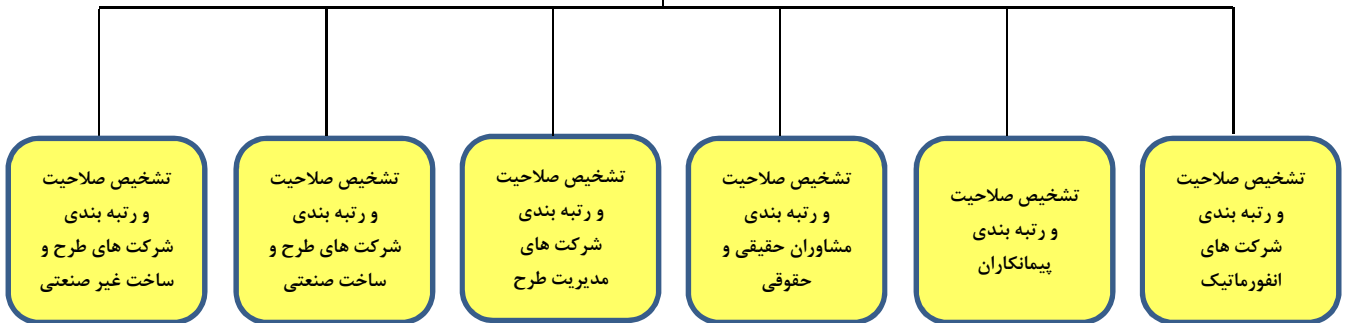 تشخیص صلاحیت
و رتبه بندی
شرکت های
انفورماتیک
تشخیص صلاحیت
و رتبه بندی
پیمانکاران
تشخیص صلاحیت
و رتبه بندی
مشاوران حقیقی و
حقوقی
تشخیص صلاحیت
و رتبه بندی
شرکت های
مدیریت طرح
تشخیص صلاحیت
و رتبه بندی
شرکت های طرح و
ساخت صنعتی
تشخیص صلاحیت
و رتبه بندی
شرکت های طرح و
ساخت غیر صنعتی